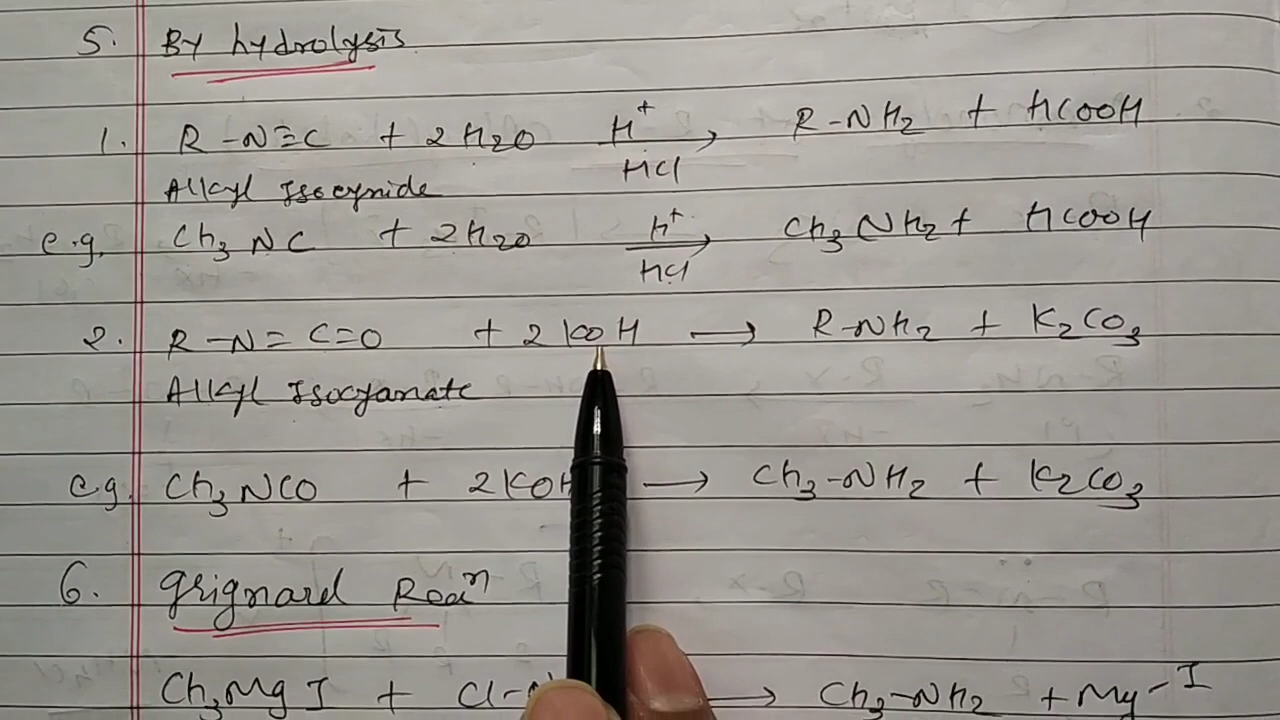 5. By hydrolysis
1. R-N≡C + 2H2O H+ HCl → R-NH2 + HCOOH
Alkyl Isocynide
e.g. CH3NC + 2H2O H+ HCl → CH3NH2 + HCOOH
2. R-N=C=O + 2KOH → R-NH2 + K2CO3
Alkyl Isocyanate
e.g. CH3NCO + 2KOH → CH3-NH2 + K2CO3
6. Grignard Reaⁿ
CH3MgI + Cl- → CH3-NH2 + Mg-I